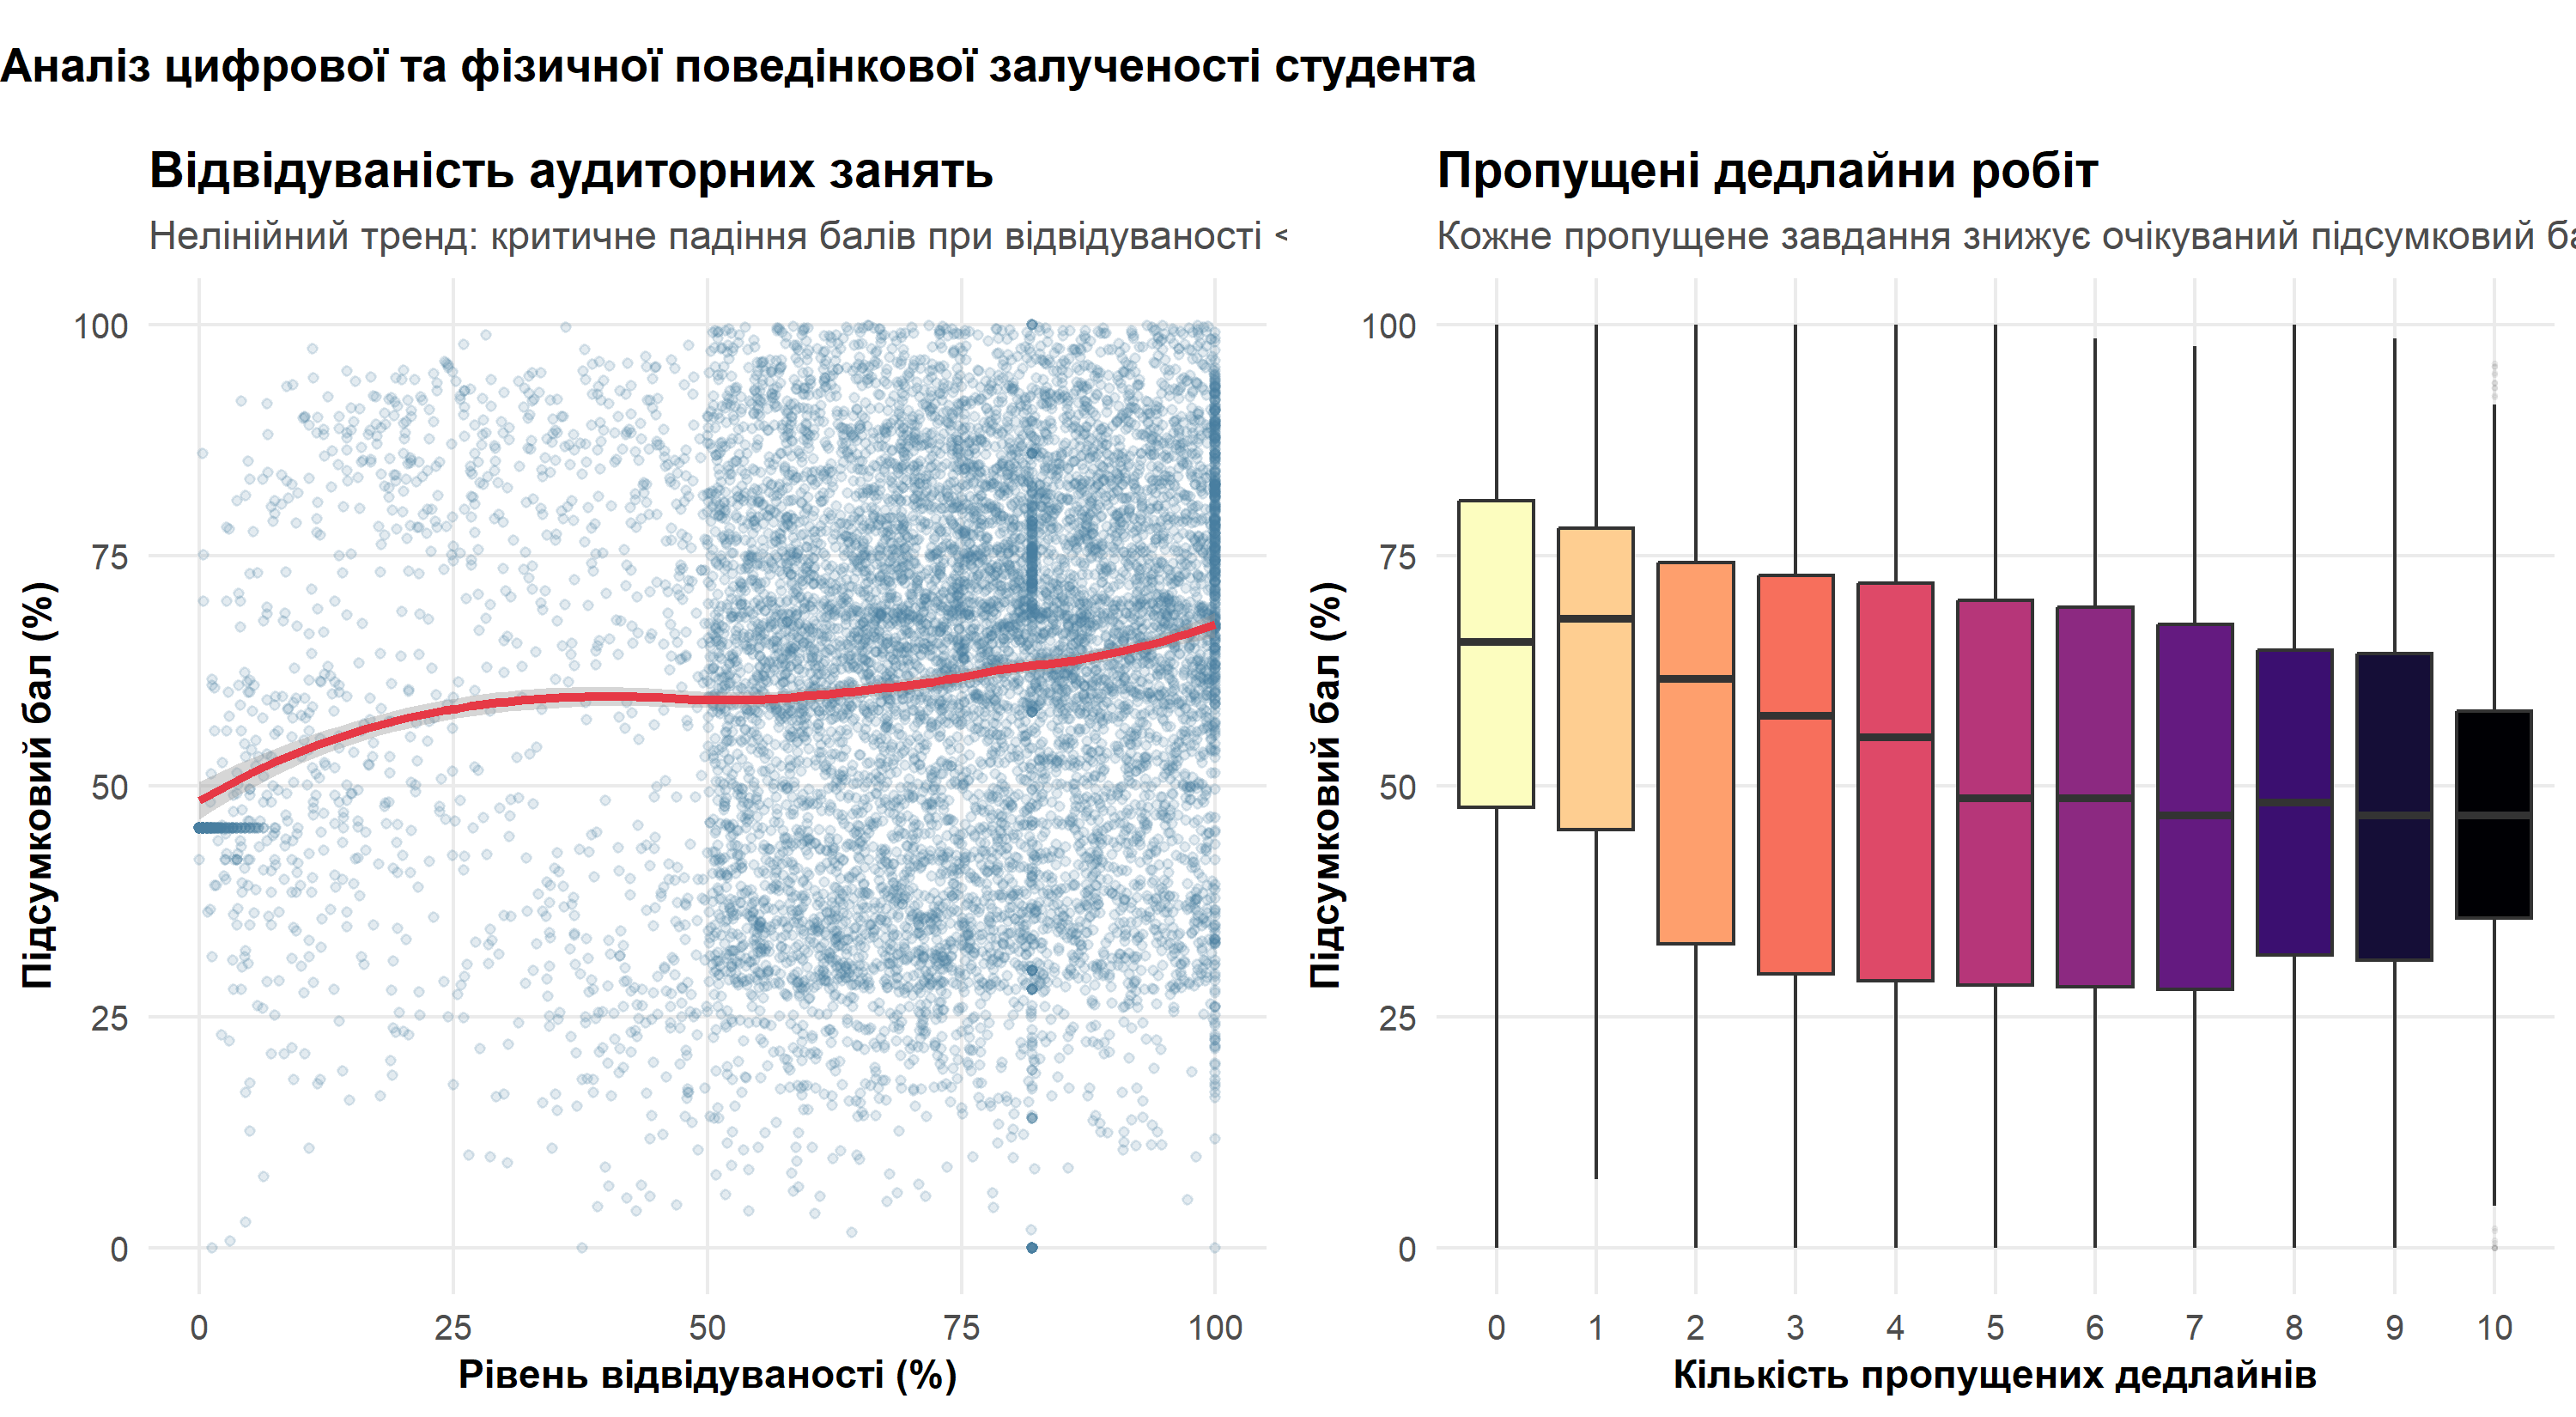 Аналіз цифрової та фізичної поведінкової залученості студента
Відвідуваність аудиторних занять
Нелінійний тренд: критичне падіння балів при відвідуваності <
Підсумковий бал (%)
100
75
50
25
0
0 25 50 75 100
Рівень відвідуваності (%)
Пропущені дедлайни робіт
Кожне пропущене завдання знижує очікуваний підсумковий ба
Підсумковий бал (%)
100
75
50
25
0
0 1 2 3 4 5 6 7 8 9 10
Кількість пропущених дедлайнів